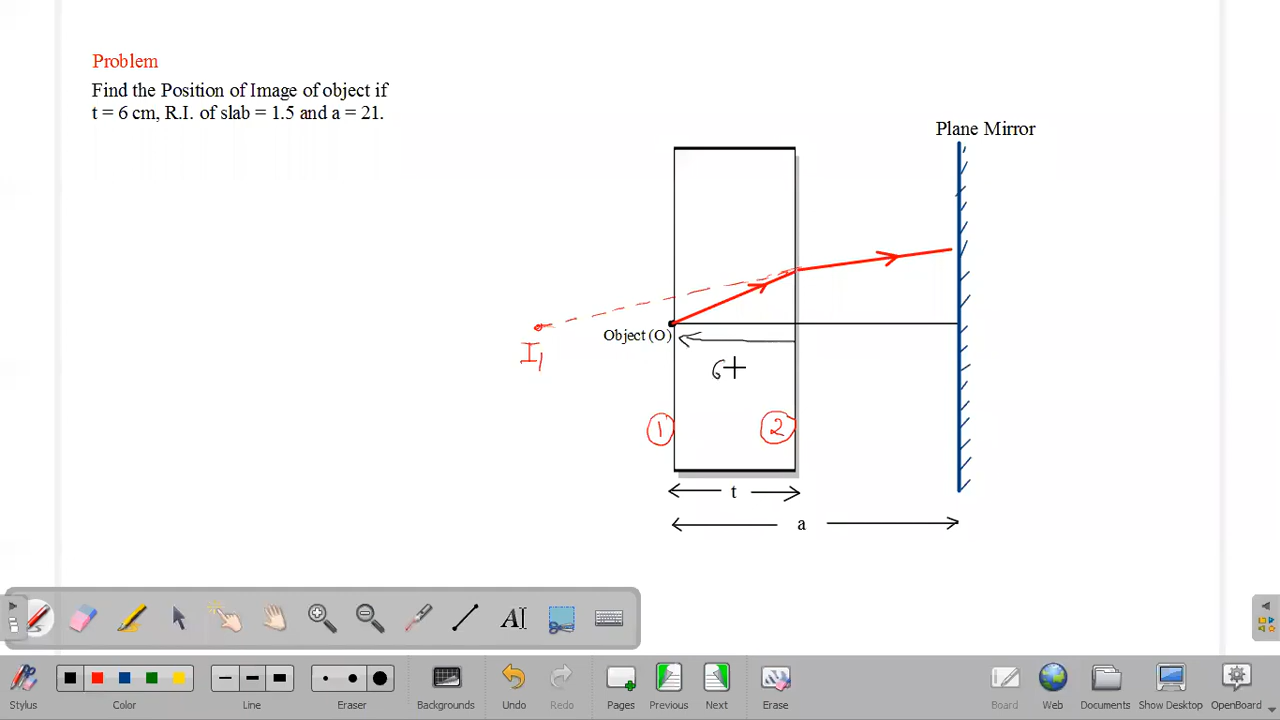 Problem
Find the Position of Image of object if
t = 6 cm, R.I. of slab = 1.5 and a = 21.
Plane Mirror
Object (O)
I1
6+
1
2
t
a
A
Stylus
Color
Line
Eraser
Backgrounds
Undo
Redo
Pages
Previous
Next
Erase
Board
Web
Documents
Show Desktop
OpenBoard